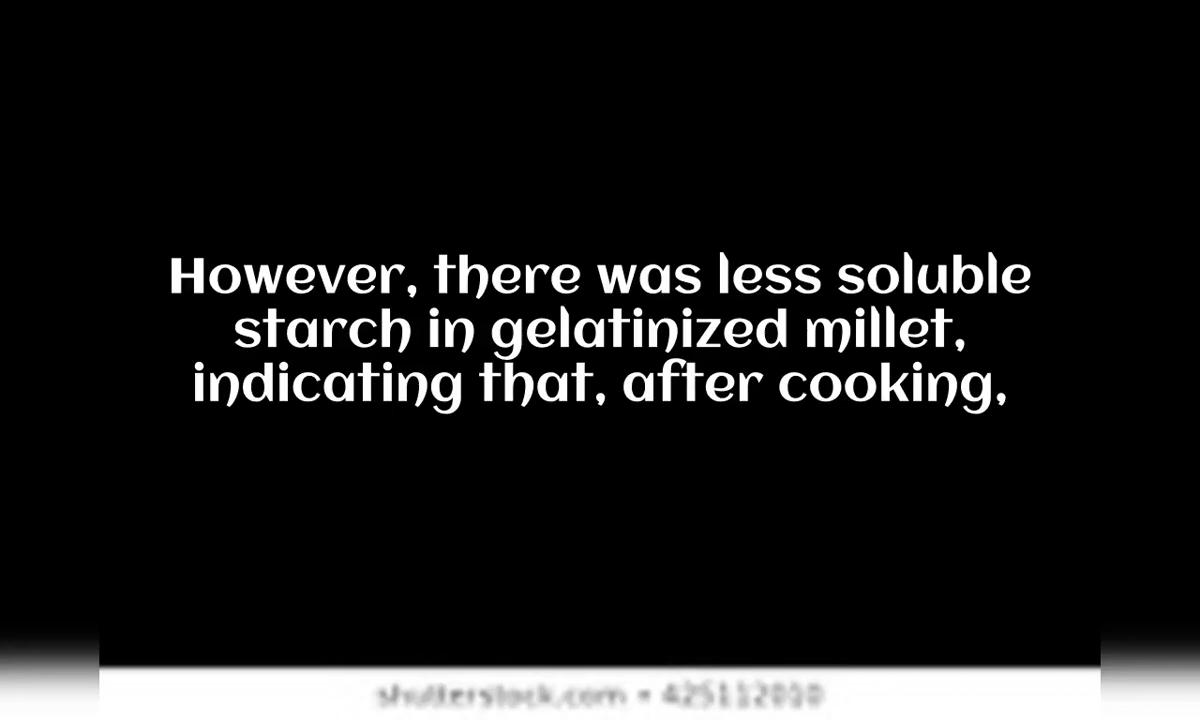 However, there was less soluble
starch in gelatinized millet,
indicating that, after cooking,
shutterstock.com • 425112010